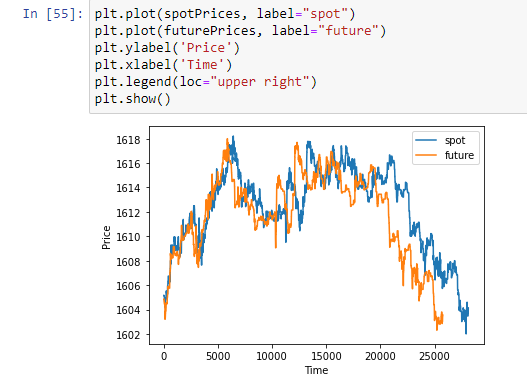 In [55]: plt.plot(spotPrices, label="spot")
plt.plot(futurePrices, label="future")
plt.ylabel('Price')
plt.xlabel('Time')
plt.legend(loc="upper right")
plt.show()
1618
1616
1614
1612
1610
1608
1606
1604
1602
Price
spot
future
0 5000 10000 15000 20000 25000
Time